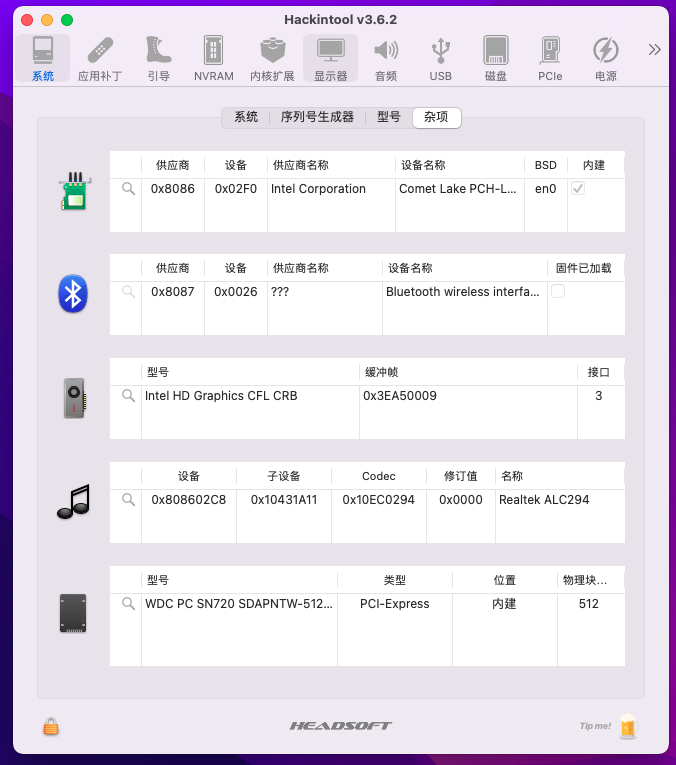 Hackintool v3.6.2
系统 应用补丁 引导 NVRAM 内核扩展 显示器 音频 USB 磁盘 PCIe 电源
系统 序列号生成器 型号 杂项
供应商 设备 供应商名称 设备名称 BSD 内建
0x8086 0x02F0 Intel Corporation Comet Lake PCH-L... en0
供应商 设备 供应商名称 设备名称 固件已加载
0x8087 0x0026 ??? Bluetooth wireless interfa...
型号 缓冲帧 接口
Intel HD Graphics CFL CRB 0x3EA50009 3
设备 子设备 Codec 修订值 名称
0x808602C8 0x10431A11 0x10EC0294 0x0000 Realtek ALC294
型号 类型 位置 物理块...
WDC PC SN720 SDAPNTW-512... PCI-Express 内建 512
HEADSOFT Tip me!